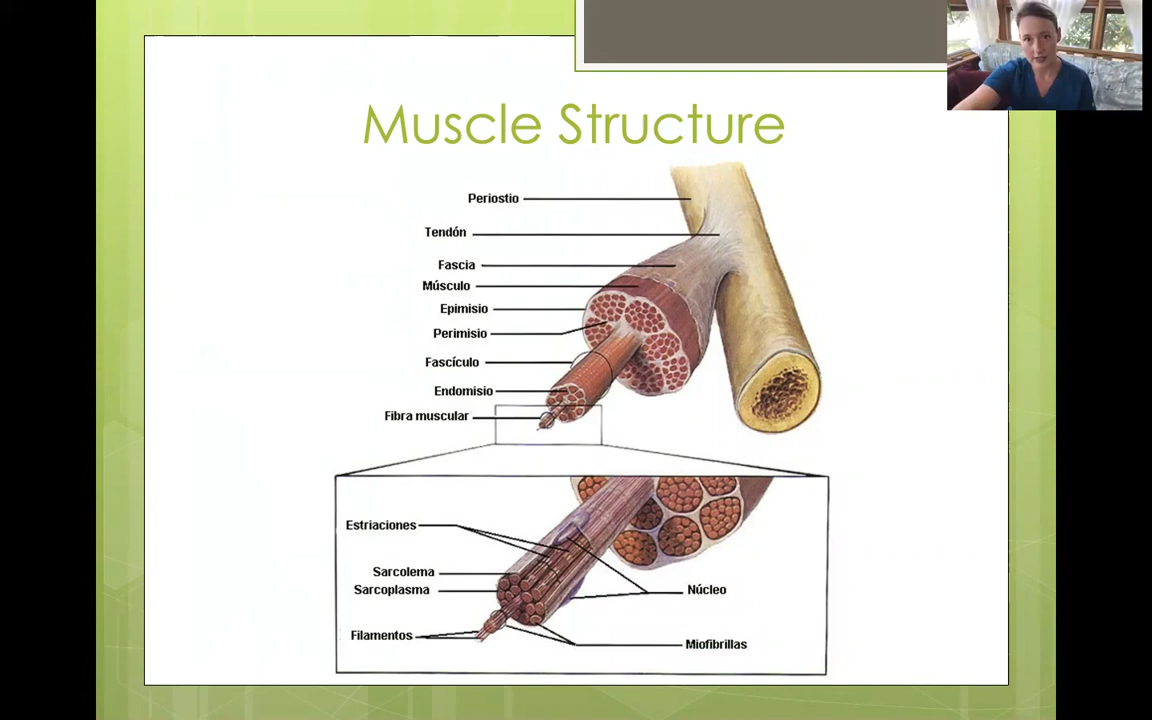 Muscle Structure
Periostio
Tendón
Fascia
Músculo
Epimisio
Perimisio
Fascículo
Endomisio
Fibra muscular
Estriaciones
Sarcolema
Sarcoplasma
Núcleo
Filamentos
Miofibrillas